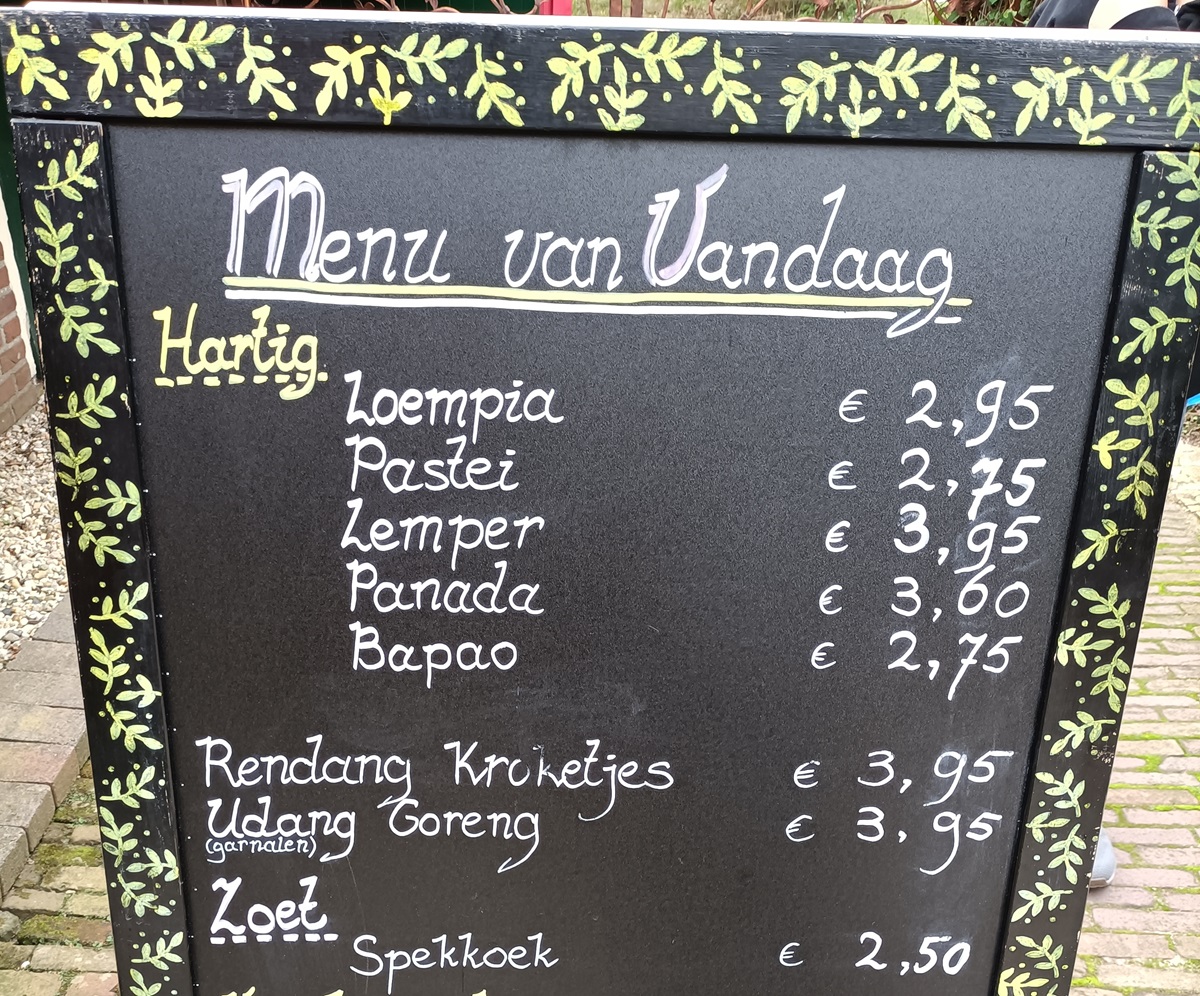 Menu van Vandaag
Hartig
Loempia € 2,95
Pastei € 2,75
Lemper € 3,95
Panada € 3,60
Bapao € 2,75
Rendang Kroketjes € 3,95
Udang Goreng € 3,95
(garnalen)
Zoet
Spekkoek € 2,50